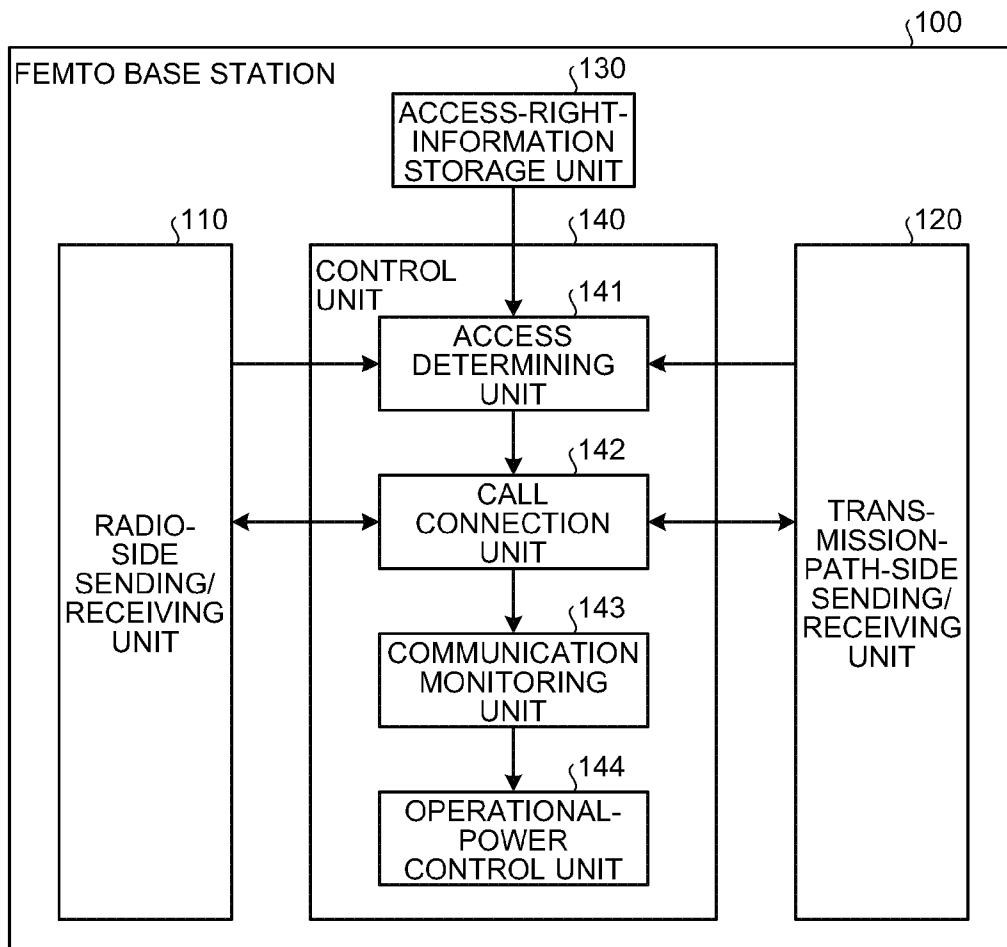 100
FEMTO BASE STATION
130
ACCESS-RIGHT-
INFORMATION
STORAGE UNIT
110
140
120
CONTROL
UNIT
141
ACCESS
DETERMINING
UNIT
142
CALL
CONNECTION
UNIT
RADIO-
SIDE
SENDING/
RECEIVING
UNIT
TRANS-
MISSION-
PATH-SIDE
SENDING/
RECEIVING
UNIT
143
COMMUNICATION
MONITORING
UNIT
144
OPERATIONAL-
POWER
CONTROL UNIT